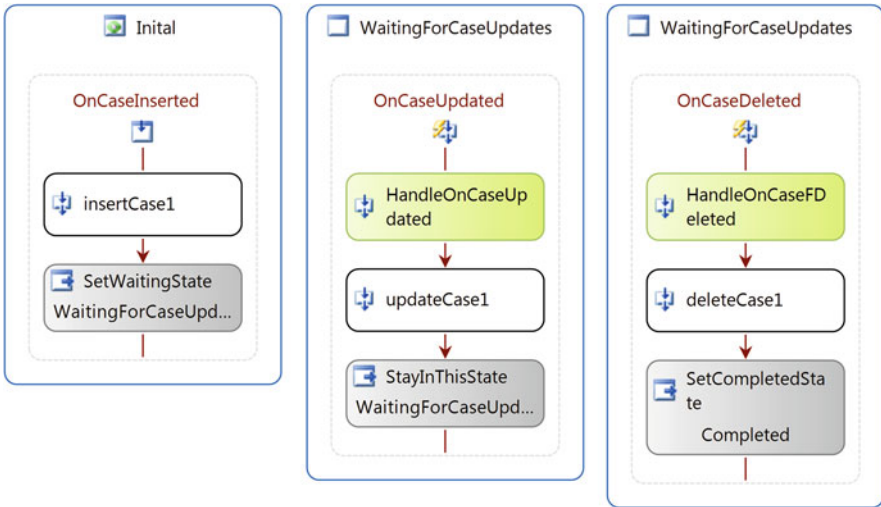 Inital
OnCaseInserted
insertCase1
SetWaitingState
WaitingForCaseUpd...
WaitingForCaseUpdates
OnCaseUpdated
HandleOnCaseUp
dated
updateCase1
StayInThisState
WaitingForCaseUpd...
WaitingForCaseUpdates
OnCaseDeleted
HandleOnCaseFD
eleted
deleteCase1
SetCompletedSta
te
Completed